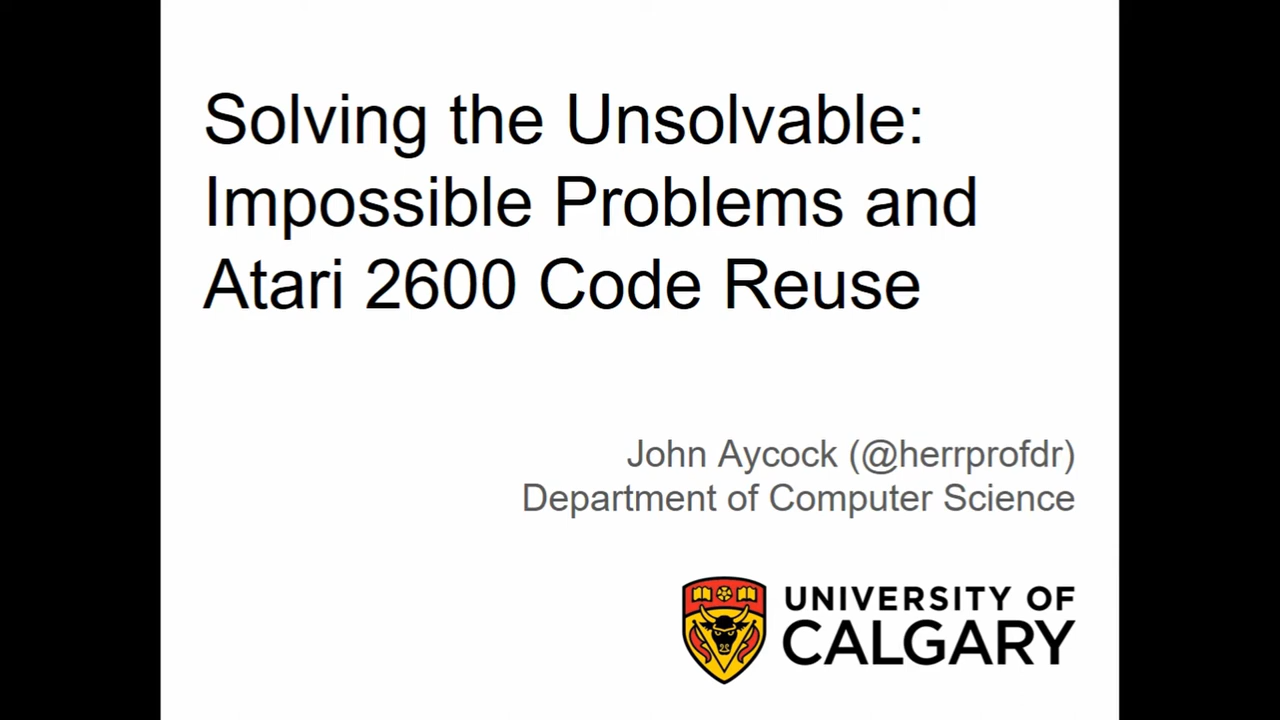 Solving the Unsolvable:
Impossible Problems and
Atari 2600 Code Reuse
John Aycock (@herrprofdr)
Department of Computer Science
UNIVERSITY OF
CALGARY